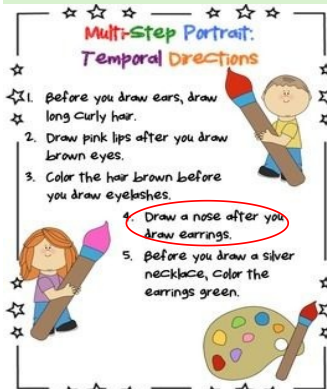 Multi-Step Portrait:
Temporal Directions
1. Before you draw ears, draw
long curly hair.
2. Draw pink lips after you draw
brown eyes.
3. Color the hair brown before
you draw eyelashes.
4. Draw a nose after you
draw earrings.
5. Before you draw a silver
necklace, color the
earrings green.